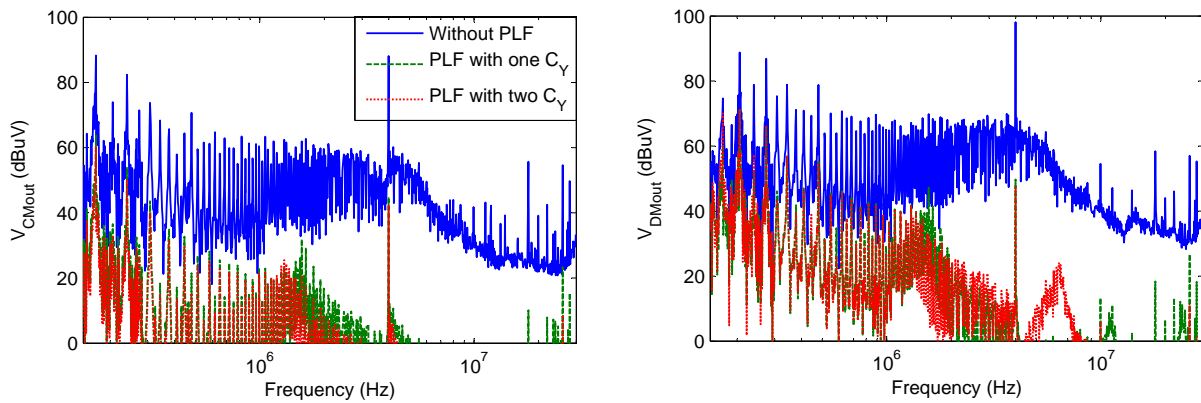 100
80
60
40
20
0
V_CMout (dBuV)
10^6
10^7
Frequency (Hz)
Without PLF
PLF with one C_Y
PLF with two C_Y
100
80
60
40
20
0
V_DMout (dBuV)
10^6
10^7
Frequency (Hz)